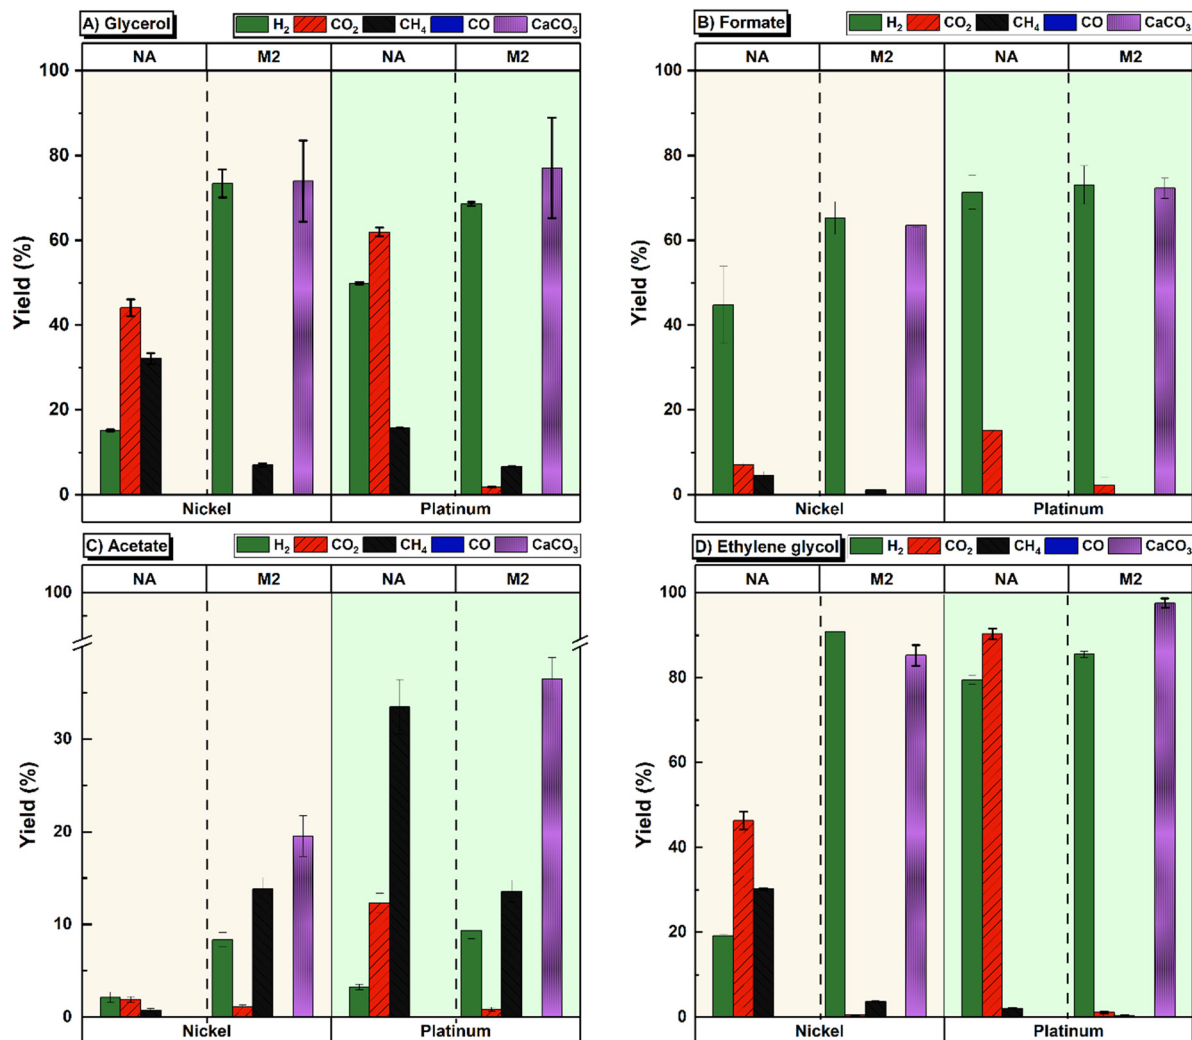 A) Glycerol
H₂ CO₂ CH₄ CO CaCO₃
NA M2 NA M2
100
80
60
40
20
0
Yield (%)
Nickel Platinum
B) Formate
H₂ CO₂ CH₄ CO CaCO₃
NA M2 NA M2
100
80
60
40
20
0
Yield (%)
Nickel Platinum
C) Acetate
H₂ CO₂ CH₄ CO CaCO₃
NA M2 NA M2
100
30
20
10
0
Yield (%)
Nickel Platinum
D) Ethylene glycol
H₂ CO₂ CH₄ CO CaCO₃
NA M2 NA M2
100
80
60
40
20
0
Yield (%)
Nickel Platinum